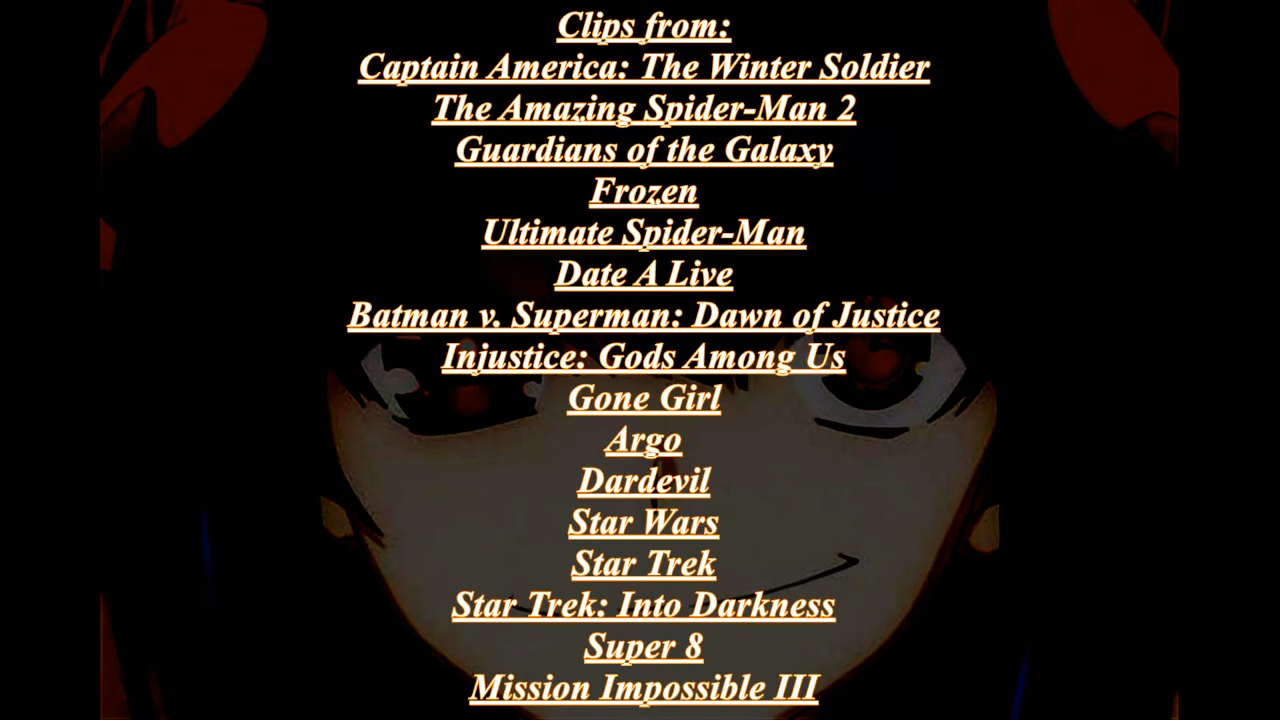 Clips from:
Captain America: The Winter Soldier
The Amazing Spider-Man 2
Guardians of the Galaxy
Frozen
Ultimate Spider-Man
Date A Live
Batman v. Superman: Dawn of Justice
Injustice: Gods Among Us
Gone Girl
Argo
Dardevil
Star Wars
Star Trek
Star Trek: Into Darkness
Super 8
Mission Impossible III